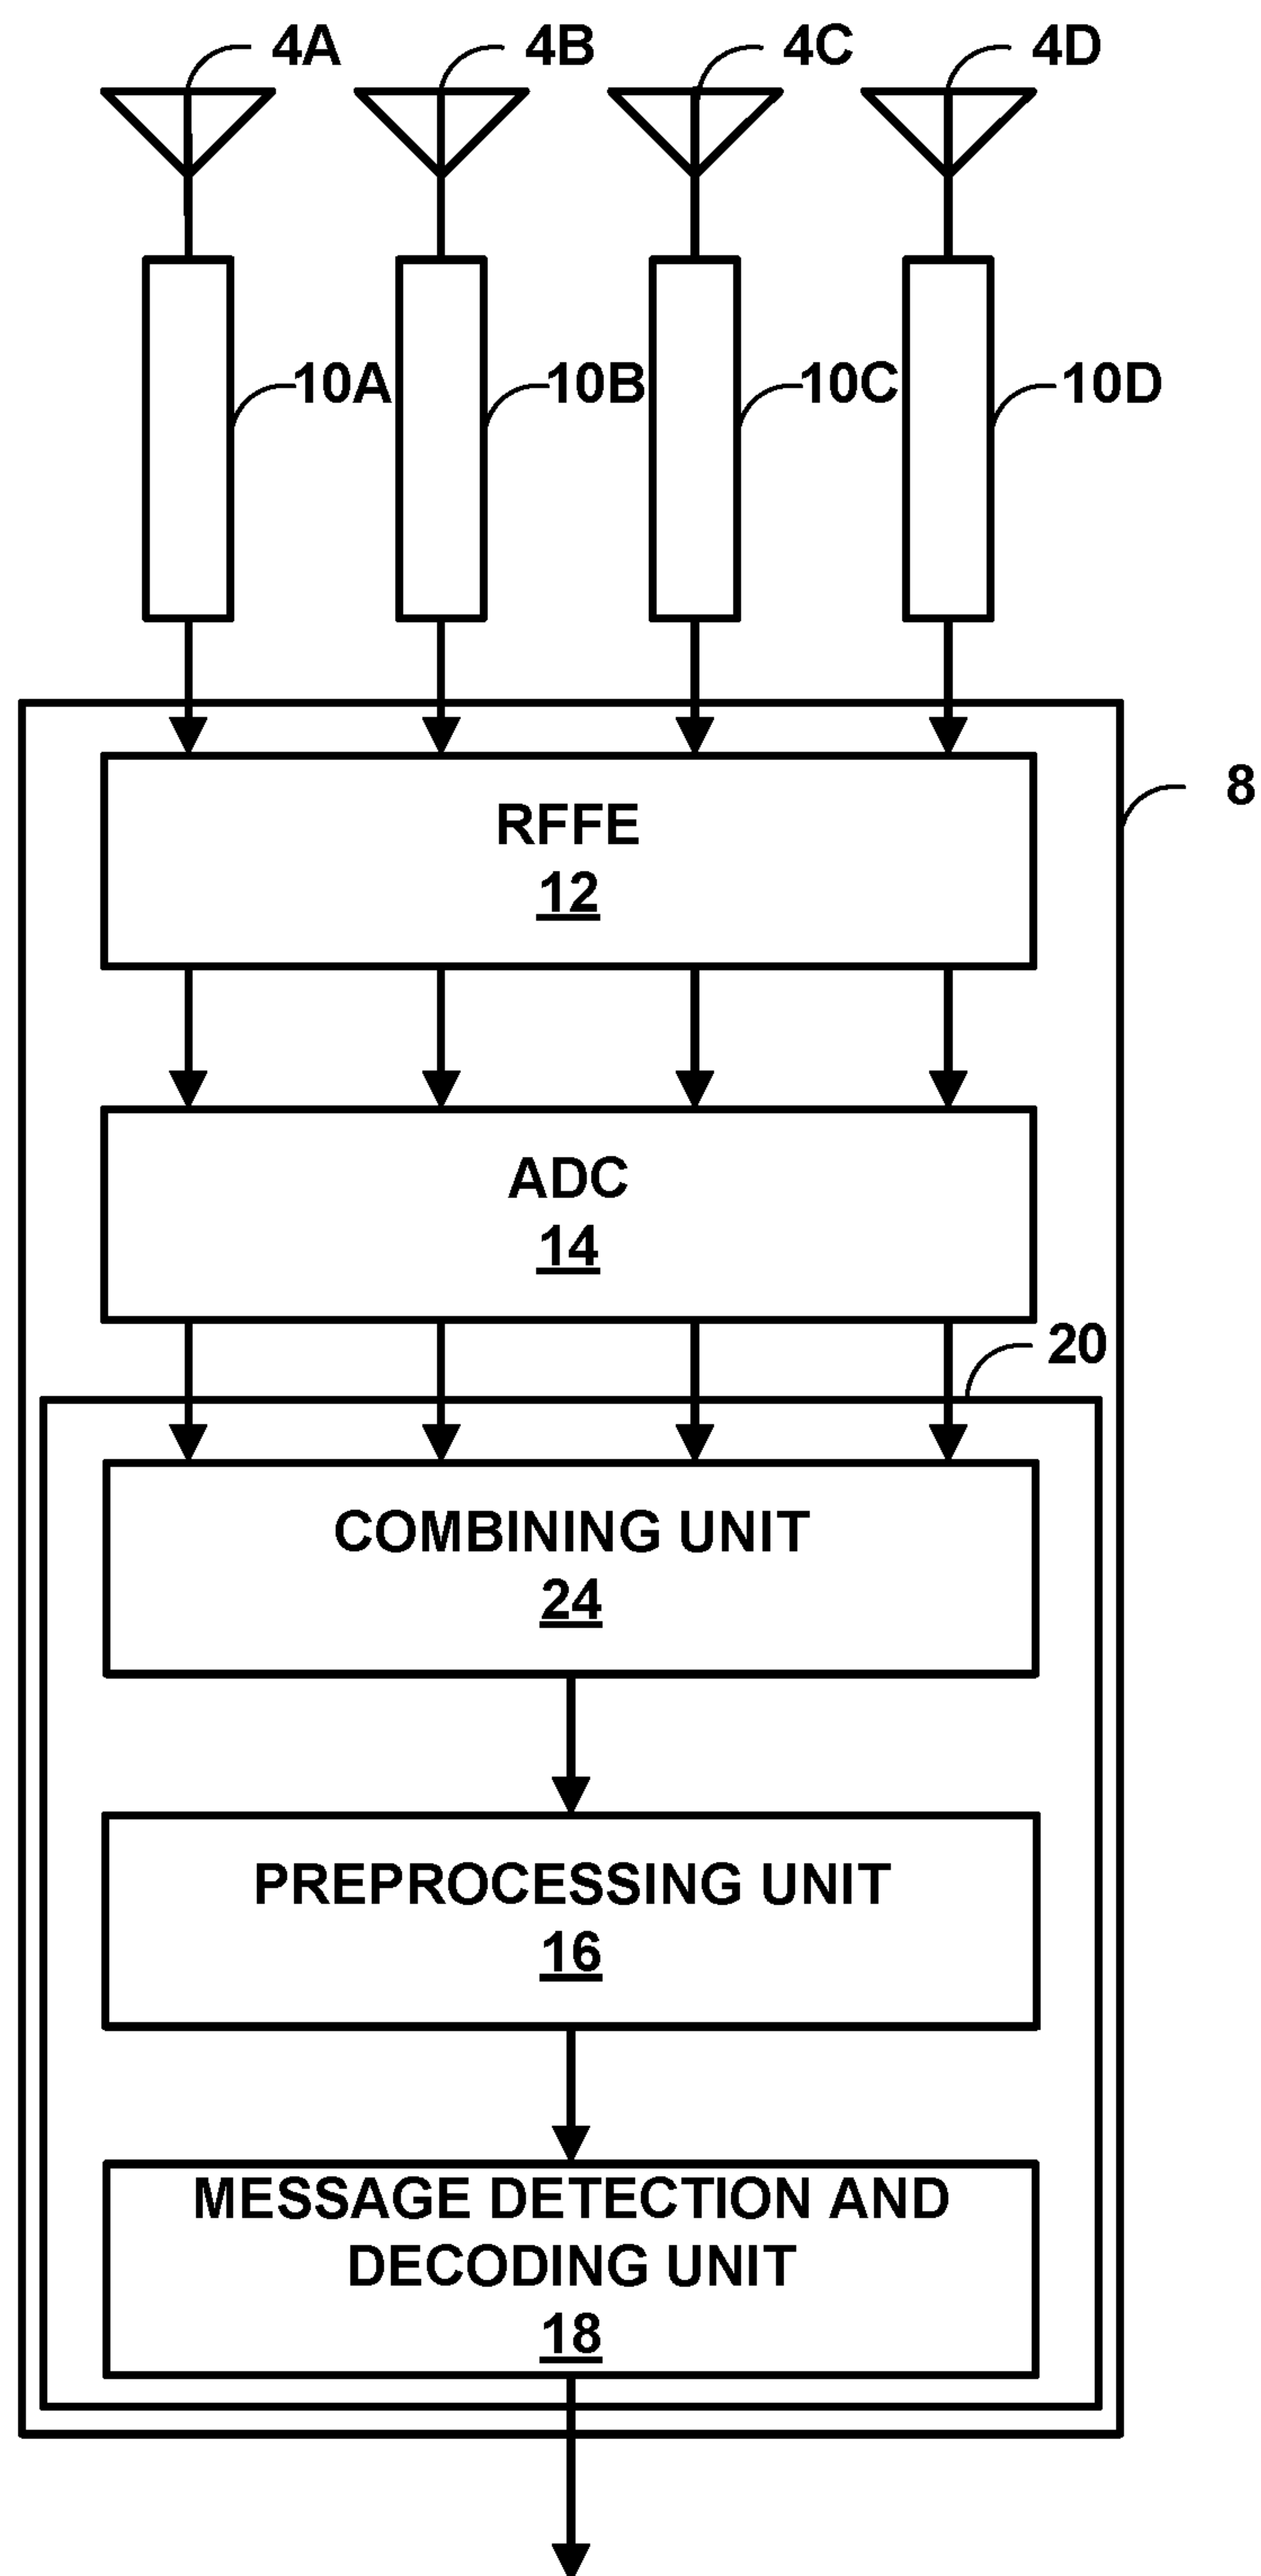 4A 4B 4C 4D
10A 10B 10C 10D
8
RFFE
12
ADC
14
20
COMBINING UNIT
24
PREPROCESSING UNIT
16
MESSAGE DETECTION AND
DECODING UNIT
18